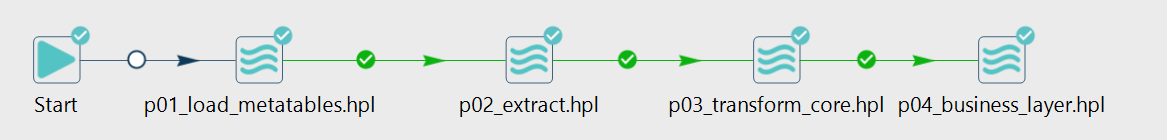 Start p01_load_metatables.hpl p02_extract.hpl p03_transform_core.hpl p04_business_layer.hpl